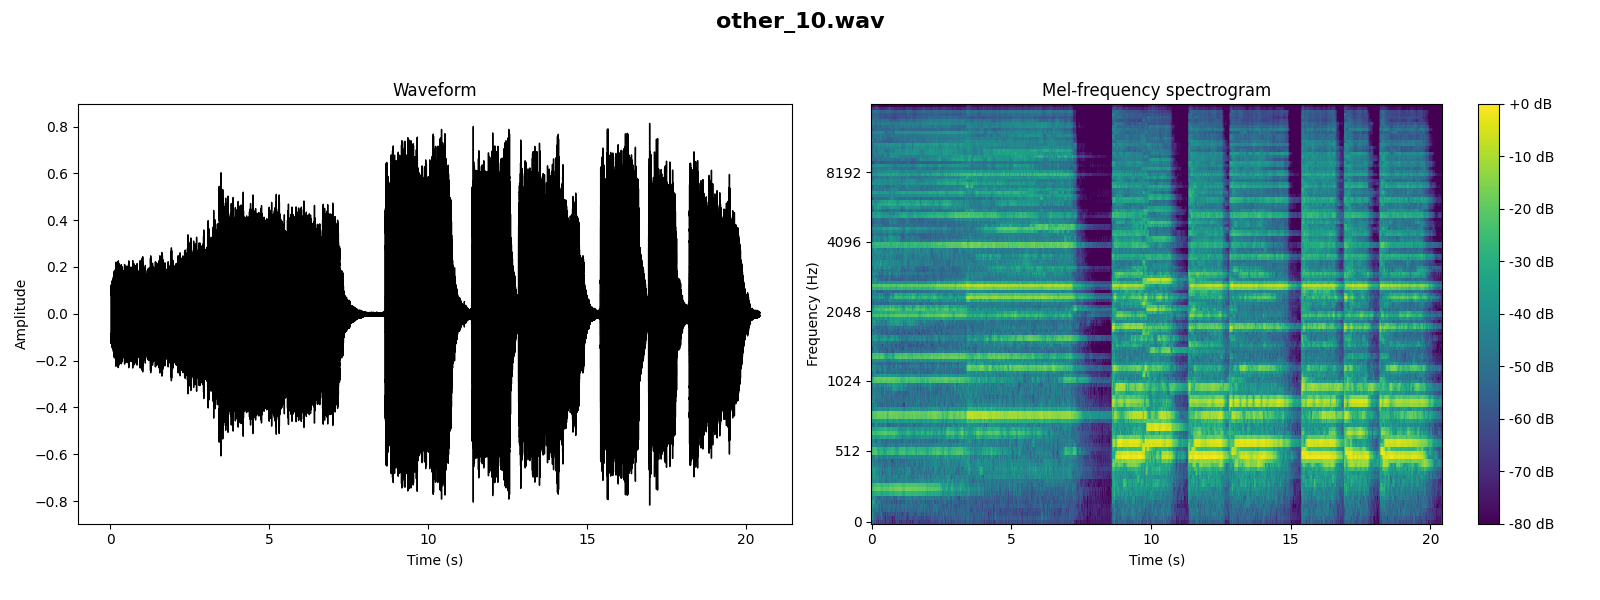 other_10.wav
Waveform
Mel-frequency spectrogram
0.8
0.6
0.4
0.2
0.0
−0.2
−0.4
−0.6
−0.8
Amplitude
0 5 10 15 20
Time (s)
8192
4096
2048
1024
512
0
Frequency (Hz)
0 5 10 15 20
Time (s)
+0 dB
-10 dB
-20 dB
-30 dB
-40 dB
-50 dB
-60 dB
-70 dB
-80 dB